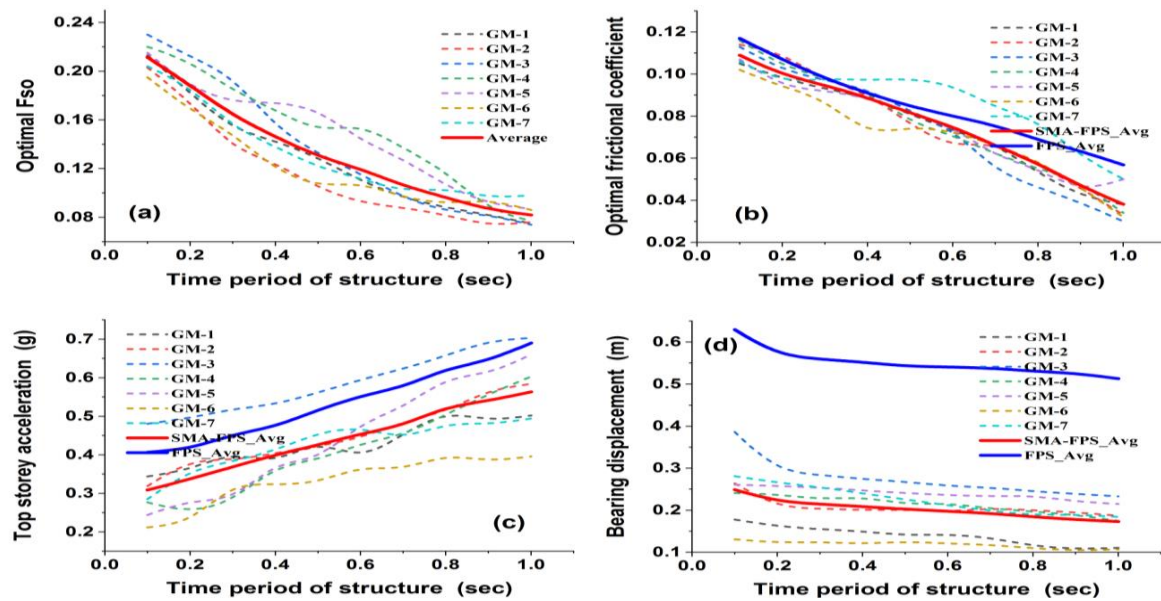 0.24
0.20
0.16
0.12
0.08
Optimal Fso
GM-1
GM-2
GM-3
GM-4
GM-5
GM-6
GM-7
Average
(a)
0.0 0.2 0.4 0.6 0.8 1.0
Time period of structure (sec)
0.12
0.10
0.08
0.06
0.04
0.02
Optimal frictional coefficient
GM-1
GM-2
GM-3
GM-4
GM-5
GM-6
GM-7
SMA-FPS_Avg
FPS_Avg
(b)
0.0 0.2 0.4 0.6 0.8 1.0
Time period of structure (sec)
0.7
0.6
0.5
0.4
0.3
0.2
Top storey acceleration (g)
GM-1
GM-2
GM-3
GM-4
GM-5
GM-6
GM-7
SMA-FPS_Avg
FPS_Avg
(c)
0.0 0.2 0.4 0.6 0.8 1.0
Time period of structure (sec)
0.6
0.5
0.4
0.3
0.2
0.1
Bearing displacement (m)
(d)
GM-1
GM-2
GM-3
GM-4
GM-5
GM-6
GM-7
SMA-FPS_Avg
FPS_Avg
0.0 0.2 0.4 0.6 0.8 1.0
Time period of structure (sec)